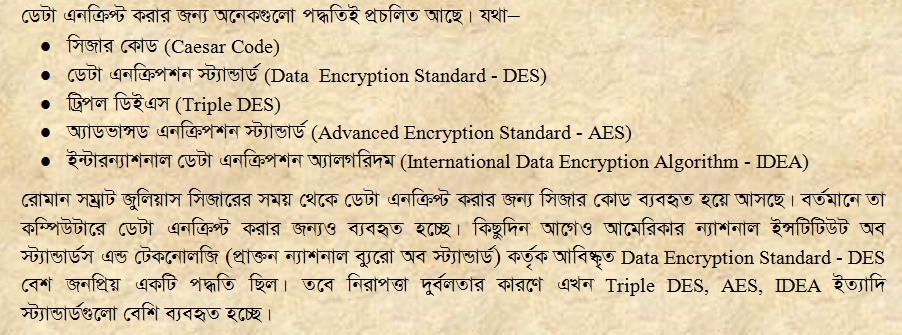 ডেটা এনক্রিপ্ট করার জন্য অনেকগুলো পদ্ধতিই প্রচলিত আছে। যথা–
● সিজার কোড (Caesar Code)
● ডেটা এনক্রিপশন স্ট্যান্ডার্ড (Data Encryption Standard - DES)
● ট্রিপল ডিইএস (Triple DES)
● অ্যাডভান্সড এনক্রিপশন স্ট্যান্ডার্ড (Advanced Encryption Standard - AES)
● ইন্টারন্যাশনাল ডেটা এনক্রিপশন অ্যালগরিদম (International Data Encryption Algorithm - IDEA)
রোমান সম্রাট জুলিয়াস সিজারের সময় থেকে ডেটা এনক্রিপ্ট করার জন্য সিজার কোড ব্যবহৃত হয়ে আসছে। বর্তমানে তা
কম্পিউটারে ডেটা এনক্রিপ্ট করার জন্যও ব্যবহৃত হচ্ছে। কিছুদিন আগেও আমেরিকার ন্যাশনাল ইন্সটিটিউট অব
স্ট্যান্ডার্ডস এন্ড টেকনোলজি (প্রাক্তন ন্যাশনাল ব্যুরো অব স্ট্যান্ডার্ড) কর্তৃক আবিষ্কৃত Data Encryption Standard - DES
বেশ জনপ্রিয় একটি পদ্ধতি ছিল। তবে নিরাপত্তা দুর্বলতার কারণে এখন Triple DES, AES, IDEA ইত্যাদি
স্ট্যান্ডার্ডগুলো বেশি ব্যবহৃত হচ্ছে।